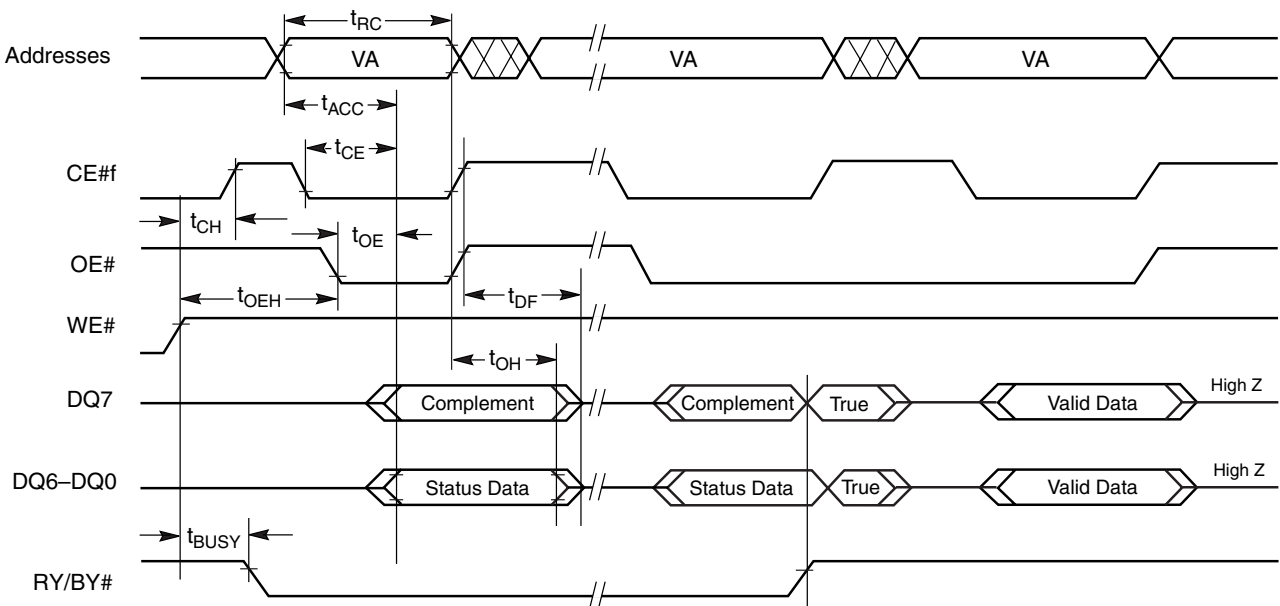 tRC
Addresses VA VA VA
tACC
tCE
CE#f
tCH tOE
OE#
tOEH tDF
WE#
tOH
DQ7 Complement Complement True Valid Data High Z
DQ6–DQ0 Status Data Status Data True Valid Data High Z
tBUSY
RY/BY#